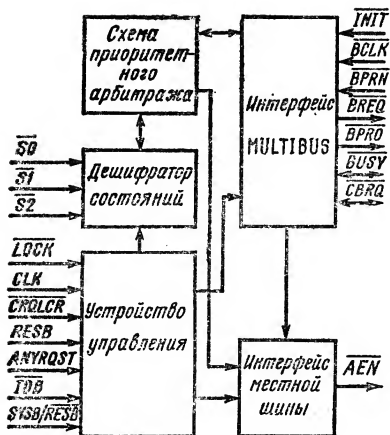 Схема
приоритет-
ного
арбитража
S0
S1
S2
Дешифратор
состояний
LOCK
CLK
CRQLCR
RESB
ANYRQST
IOB
SYSB/RESB
Устройство
управления
Интерфейс
MULTIBUS
INIT
BCLK
BPRN
BREQ
BPRO
BUSY
CBRQ
Интерфейс
местной
шины
AEN